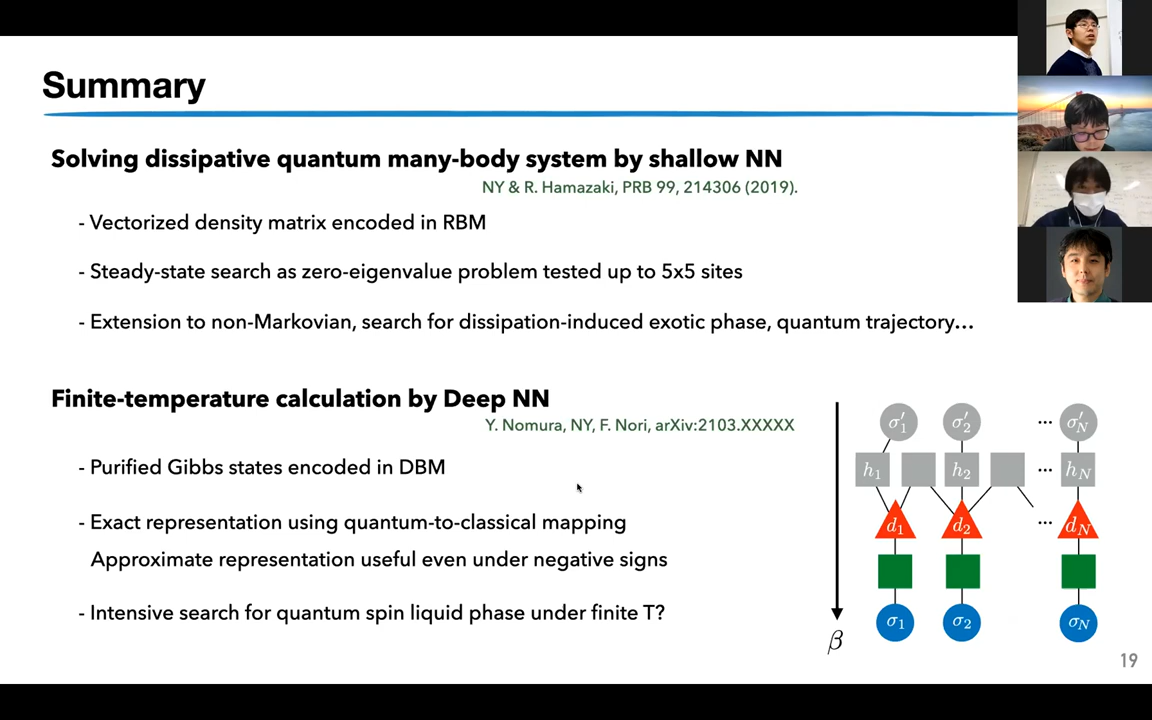 Summary
Solving dissipative quantum many-body system by shallow NN
NY & R. Hamazaki, PRB 99, 214306 (2019).
- Vectorized density matrix encoded in RBM
- Steady-state search as zero-eigenvalue problem tested up to 5x5 sites
- Extension to non-Markovian, search for dissipation-induced exotic phase, quantum trajectory…
Finite-temperature calculation by Deep NN
Y. Nomura, NY, F. Nori, arXiv:2103.XXXXX
- Purified Gibbs states encoded in DBM
- Exact representation using quantum-to-classical mapping
Approximate representation useful even under negative signs
- Intensive search for quantum spin liquid phase under finite T?
σ′₁ σ′₂ ... σ′_N
h₁ h₂ ... h_N
d₁ d₂ ... d_N
σ₁ σ₂ σ_N
β
19